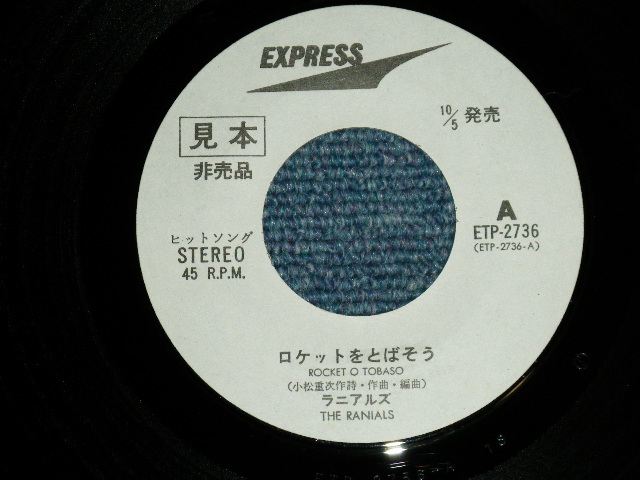 EXPRESS
見本
非売品
10/5 発売
A
ETP-2736
(ETP-2736-A)
ヒットソング
STEREO
45 R.P.M.
ロケットをとばそう
ROCKET O TOBASO
(小松重次作詩・作曲・編曲)
ラニアルズ
THE RANIALS